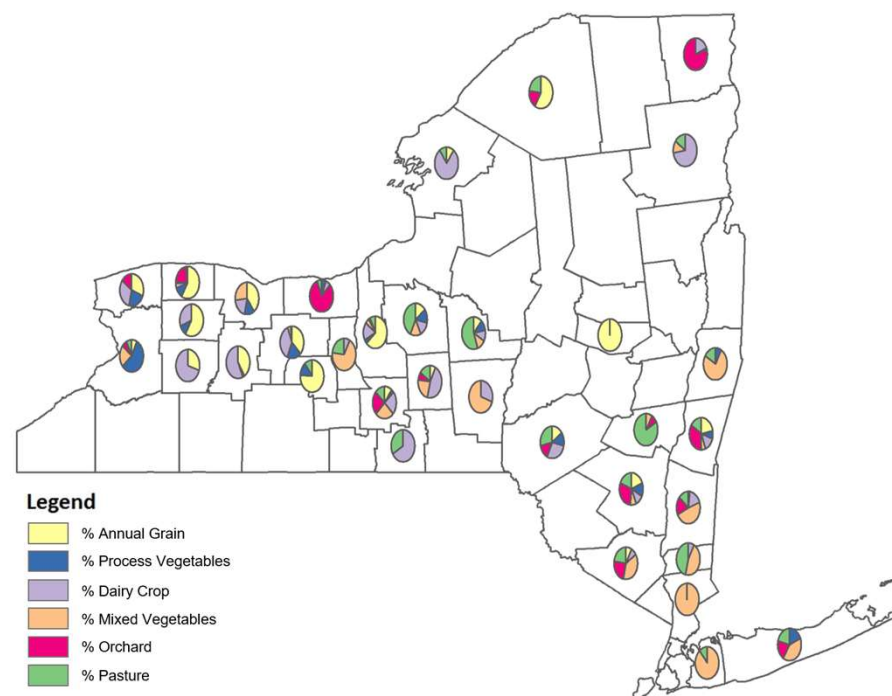 Legend
% Annual Grain
% Process Vegetables
% Dairy Crop
% Mixed Vegetables
% Orchard
% Pasture